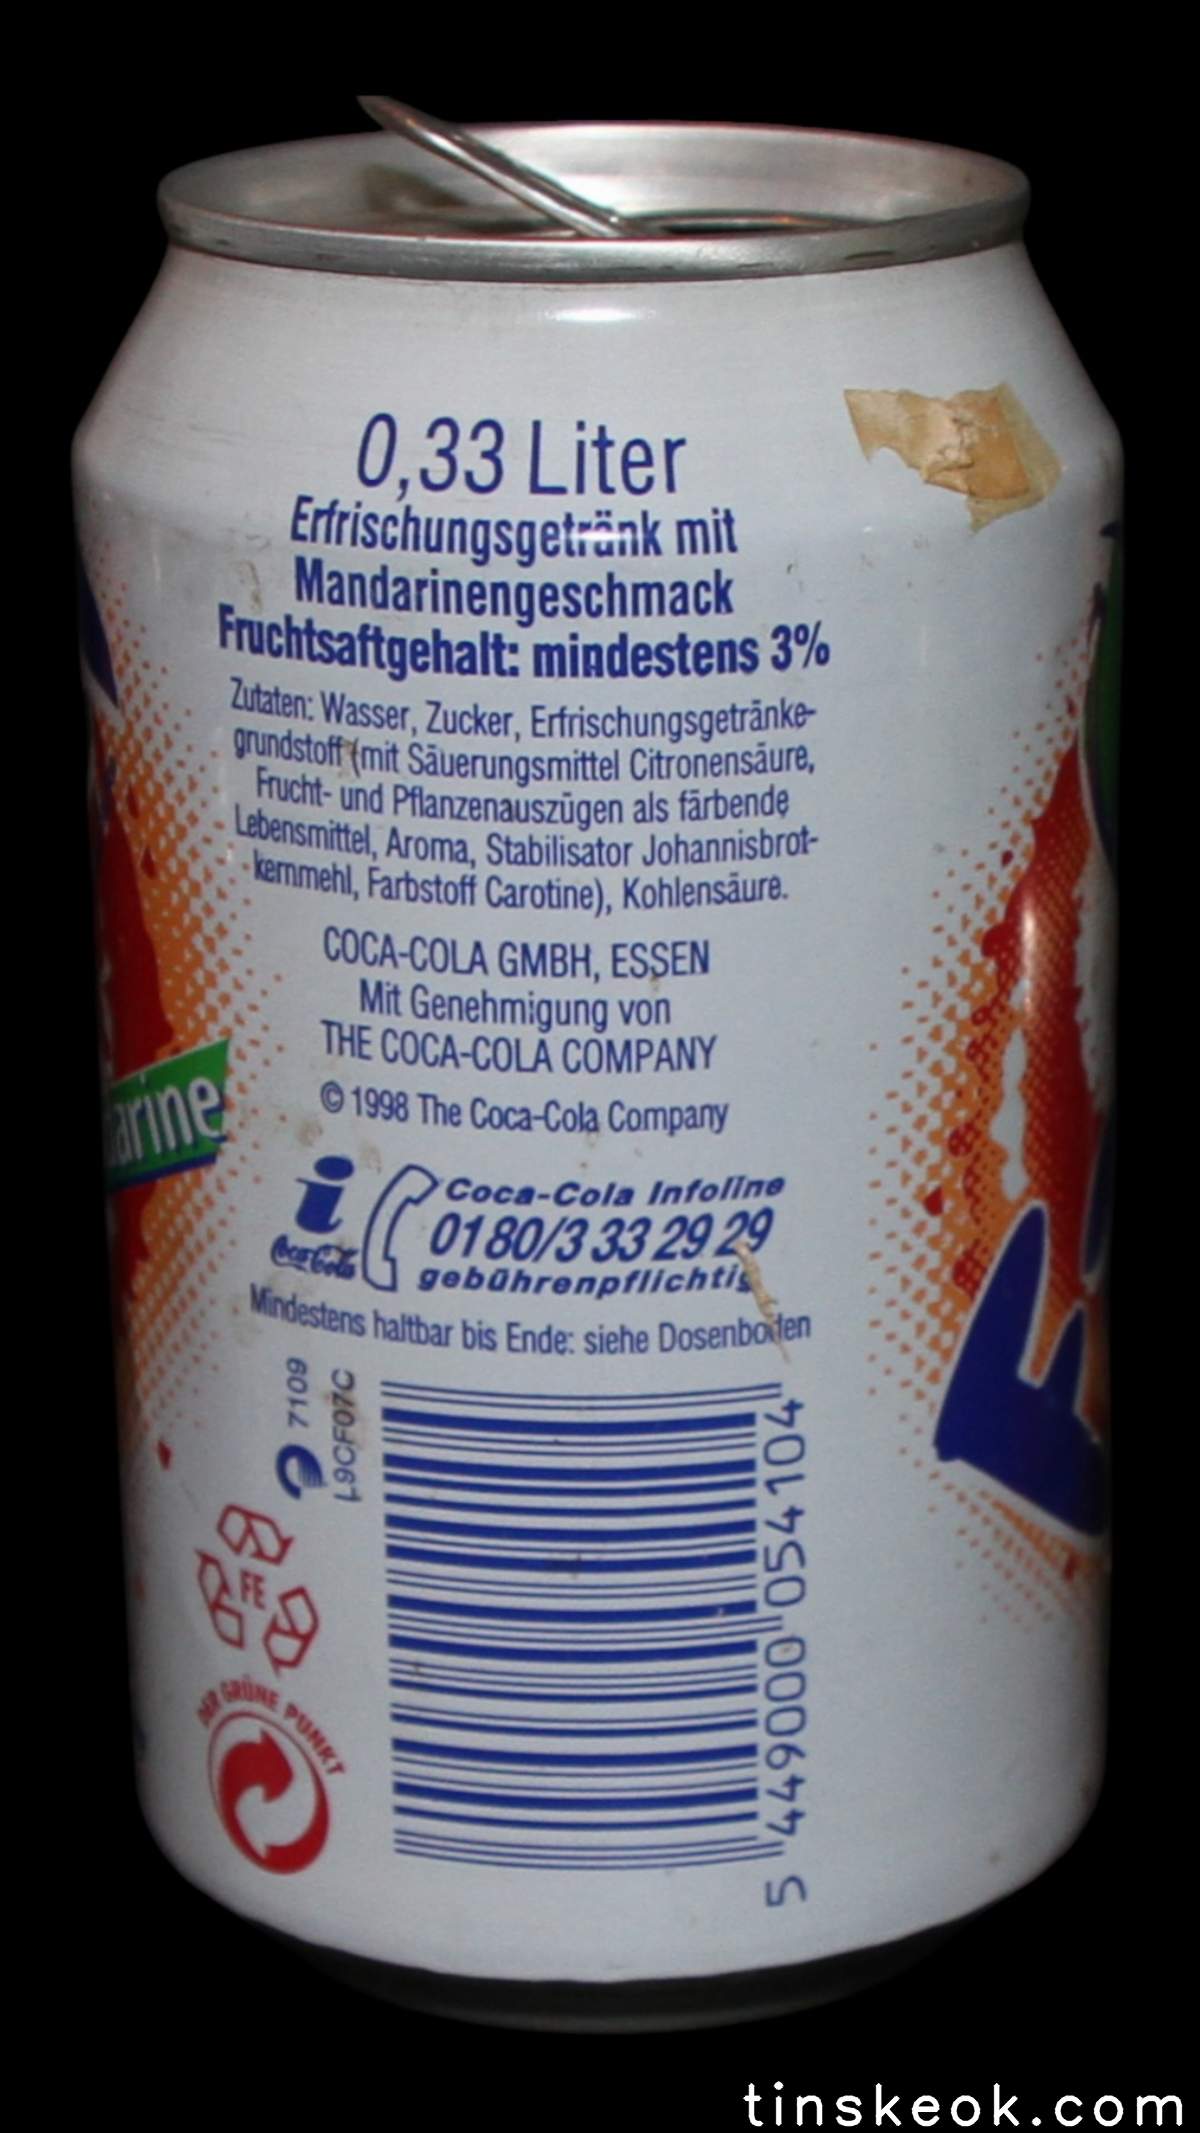 0,33 Liter
Erfrischungsgetränk mit
Mandarinengeschmack
Fruchtsaftgehalt: mindestens 3%
Zutaten: Wasser, Zucker, Erfrischungsgetränke-
grundstoff (mit Säuerungsmittel Citronensäure,
Frucht- und Pflanzenauszügen als färbende
Lebensmittel, Aroma, Stabilisator Johannisbrot-
kernmehl, Farbstoff Carotine), Kohlensäure.
COCA-COLA GMBH, ESSEN
Mit Genehmigung von
THE COCA-COLA COMPANY
© 1998 The Coca-Cola Company
i Coca-Cola
Coca-Cola Infoline
0180/3 33 29 29
gebührenpflichtig
Mindestens haltbar bis Ende: siehe Dosenboden
7109
L9CF07C
FE
DER GRÜNE PUNKT
5 449000 054104
arine
tinskeok.com